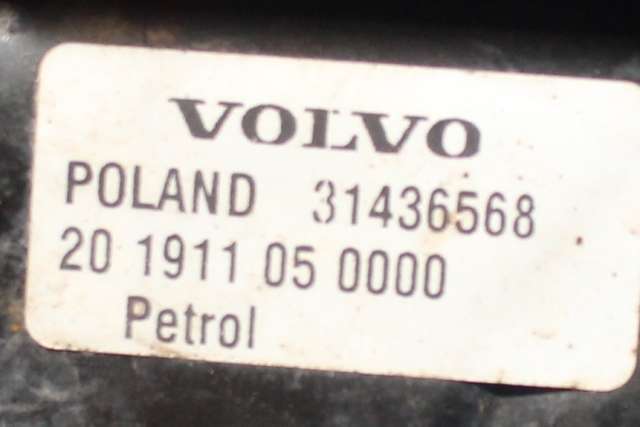 VOLVO
POLAND 31436568
20 1911 05 0000
Petrol